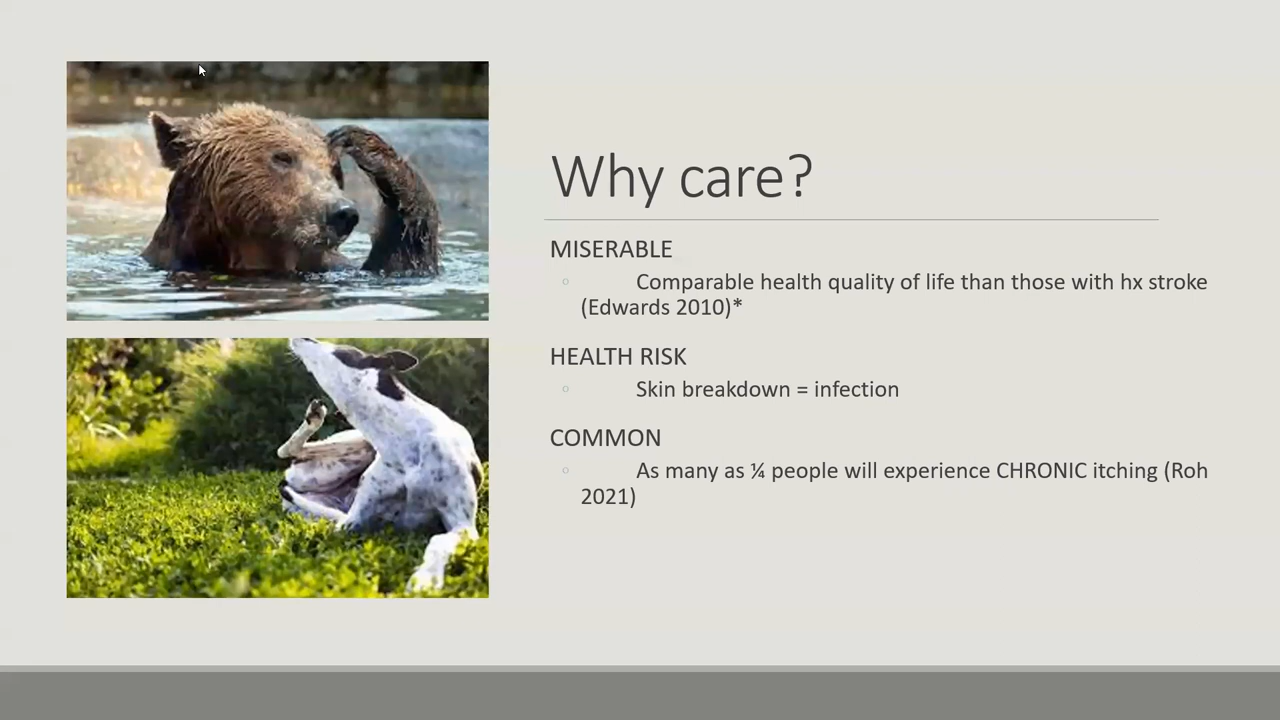 Why care?
MISERABLE
Comparable health quality of life than those with hx stroke
(Edwards 2010)*
HEALTH RISK
Skin breakdown = infection
COMMON
As many as ¼ people will experience CHRONIC itching (Roh
2021)